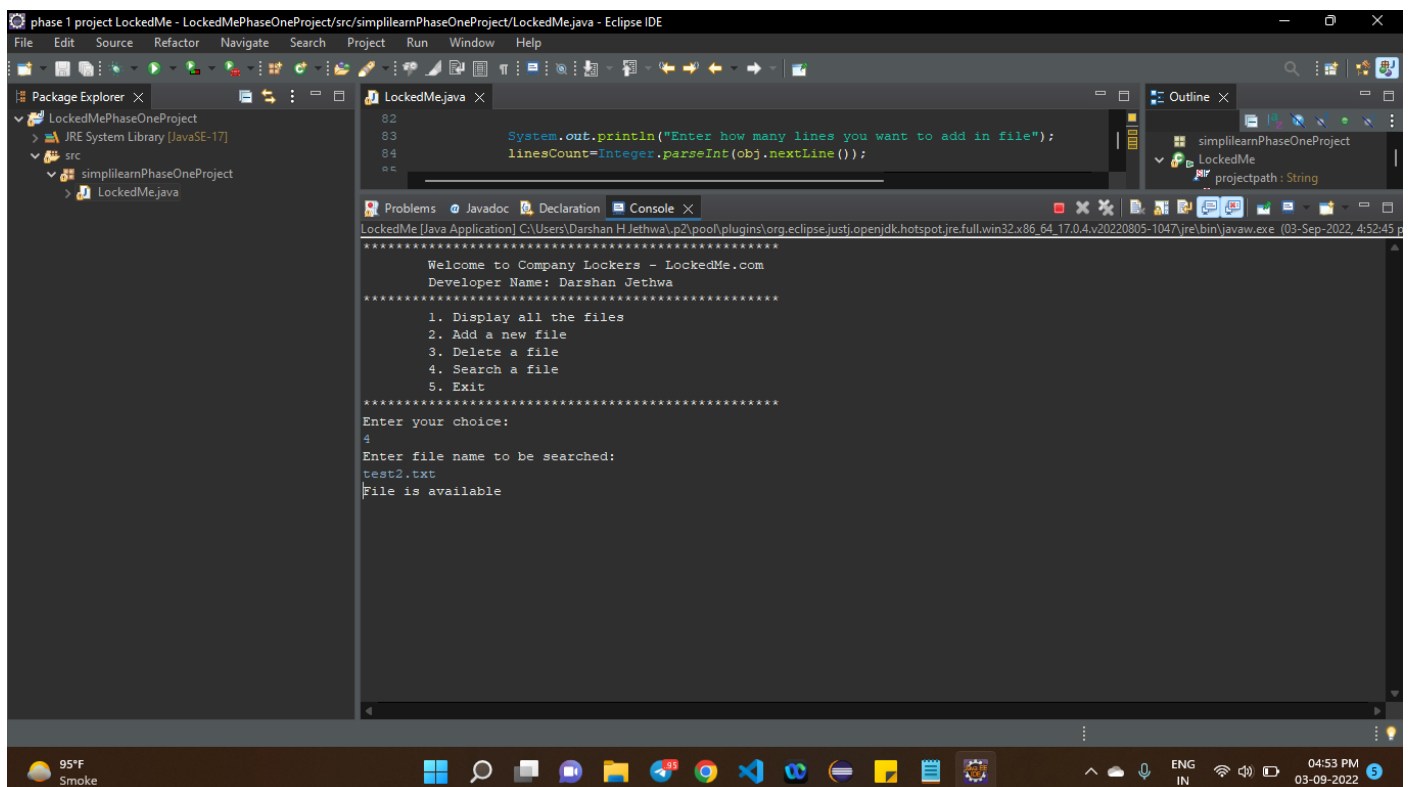 phase 1 project LockedMe - LockedMePhaseOneProject/src/simplilearnPhaseOneProject/LockedMe.java - Eclipse IDE
File Edit Source Refactor Navigate Search Project Run Window Help
Package Explorer
LockedMePhaseOneProject
JRE System Library [JavaSE-17]
src
simplilearnPhaseOneProject
LockedMe.java
LockedMe.java
82
83 System.out.println("Enter how many lines you want to add in file");
84 linesCount=Integer.parseInt(obj.nextLine());
85
Outline
simplilearnPhaseOneProject
LockedMe
projectpath : String
Problems Javadoc Declaration Console
LockedMe [Java Application] C:\Users\Darshan H Jethwa\.p2\pool\plugins\org.eclipse.justj.openjdk.hotspot.jre.full.win32.x86_64_17.0.4.v20220805-1047\jre\bin\javaw.exe (03-Sep-2022, 4:52:45 p
***************************************************
Welcome to Company Lockers - LockedMe.com
Developer Name: Darshan Jethwa
***************************************************
1. Display all the files
2. Add a new file
3. Delete a file
4. Search a file
5. Exit
***************************************************
Enter your choice:
4
Enter file name to be searched:
test2.txt
File is available
95°F
Smoke
95
ENG
IN
04:53 PM
03-09-2022
5